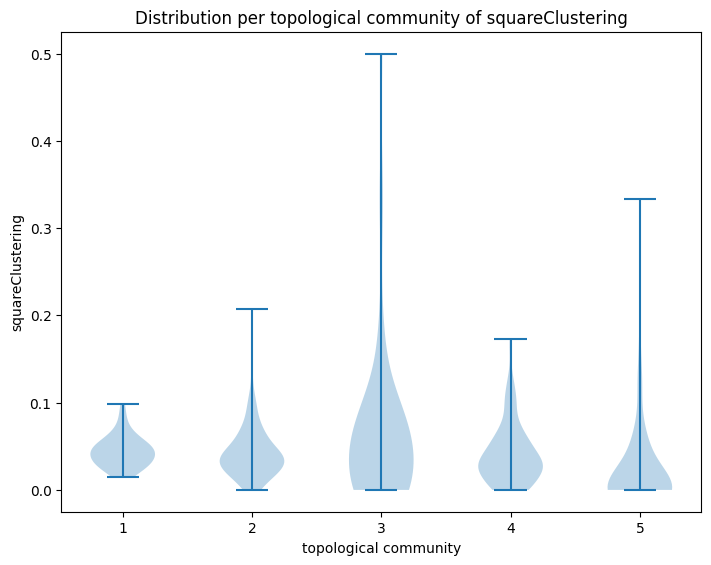 Distribution per topological community of squareClustering
squareClustering
0.5
0.4
0.3
0.2
0.1
0.0
1 2 3 4 5
topological community